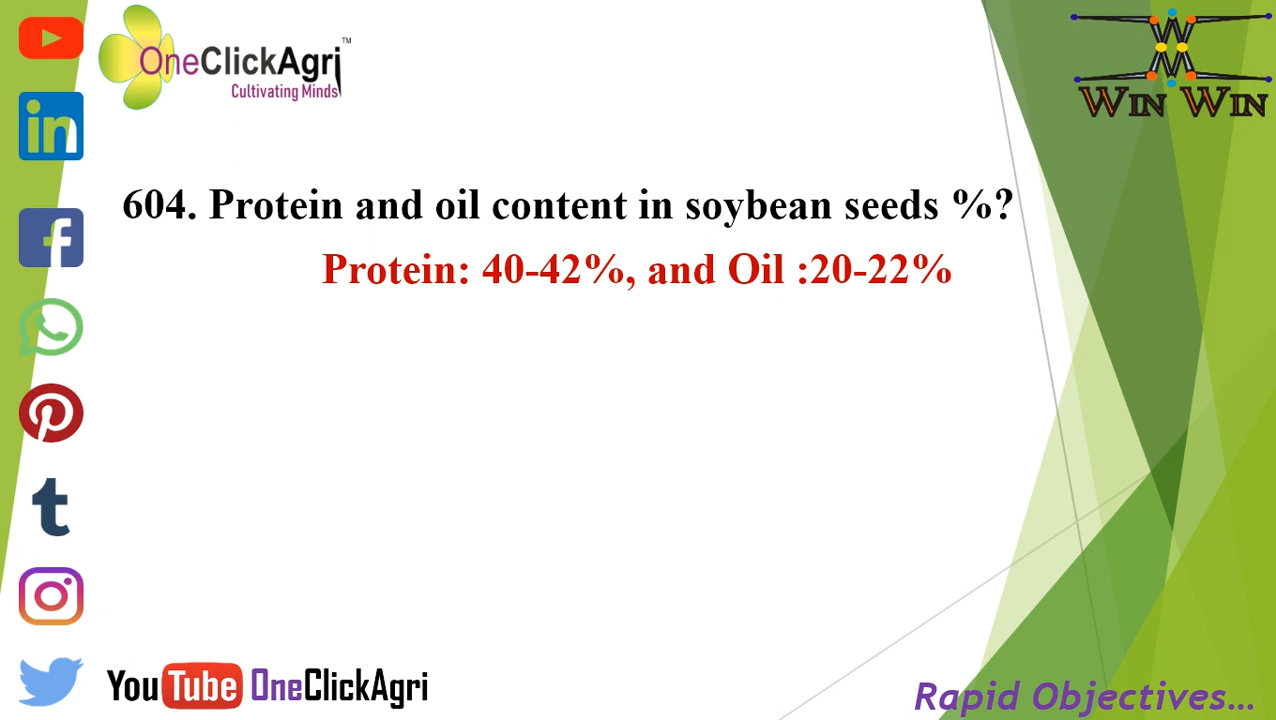 OneClickAgri™
Cultivating Minds
WIN WIN
604. Protein and oil content in soybean seeds %?
Protein: 40-42%, and Oil :20-22%
YouTube OneClickAgri
Rapid Objectives...